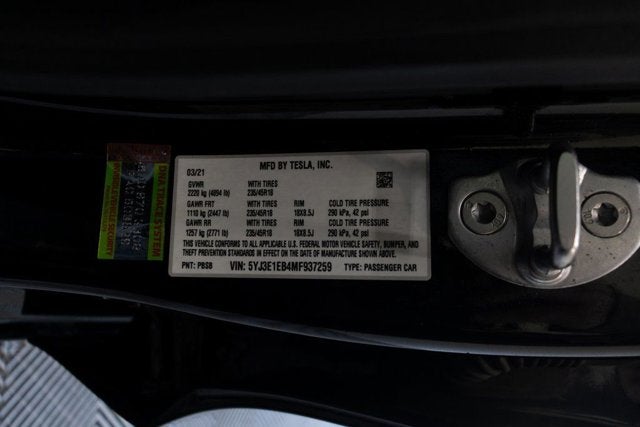 MFD BY TESLA, INC.
03/21
GVWR WITH TIRES
2220 kg (4894 lb) 235/45R18
GAWR FRT WITH TIRES RIM COLD TIRE PRESSURE
1110 kg (2447 lb) 235/45R18 18X8.5J 290 kPa, 42 psi
GAWR RR WITH TIRES RIM COLD TIRE PRESSURE
1257 kg (2771 lb) 235/45R18 18X8.5J 290 kPa, 42 psi
THIS VEHICLE CONFORMS TO ALL APPLICABLE U.S. FEDERAL MOTOR VEHICLE SAFETY, BUMPER, AND
THEFT PREVENTION STANDARDS IN EFFECT ON THE DATE OF MANUFACTURE SHOWN ABOVE.
PNT: PBSB VIN: 5YJ3E1EB4MF937259 TYPE: PASSENGER CAR
DNA TRACE SYSTEM